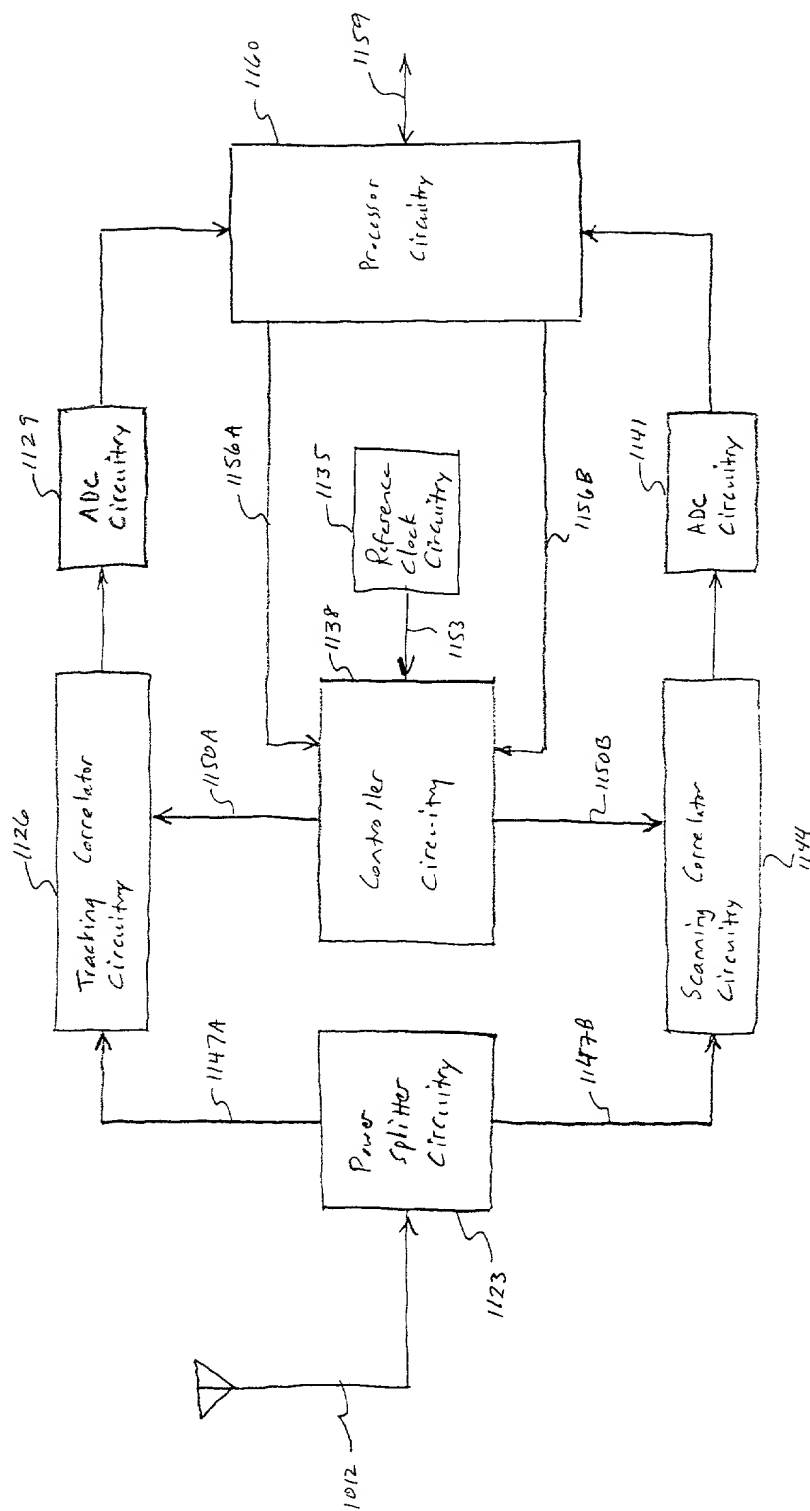 1012
1123
Power
Splitter
Circuitry
1147A
1147B
1126
Tracking Correlator
Circuitry
1150A
1138
Controller
Circuitry
1150B
Scanning Correlator
Circuitry
1144
1153
1135
Reference
Clock
Circuitry
1129
ADC
Circuitry
1156A
1156B
1141
ADC
Circuitry
1160
Processor
Circuitry
1159